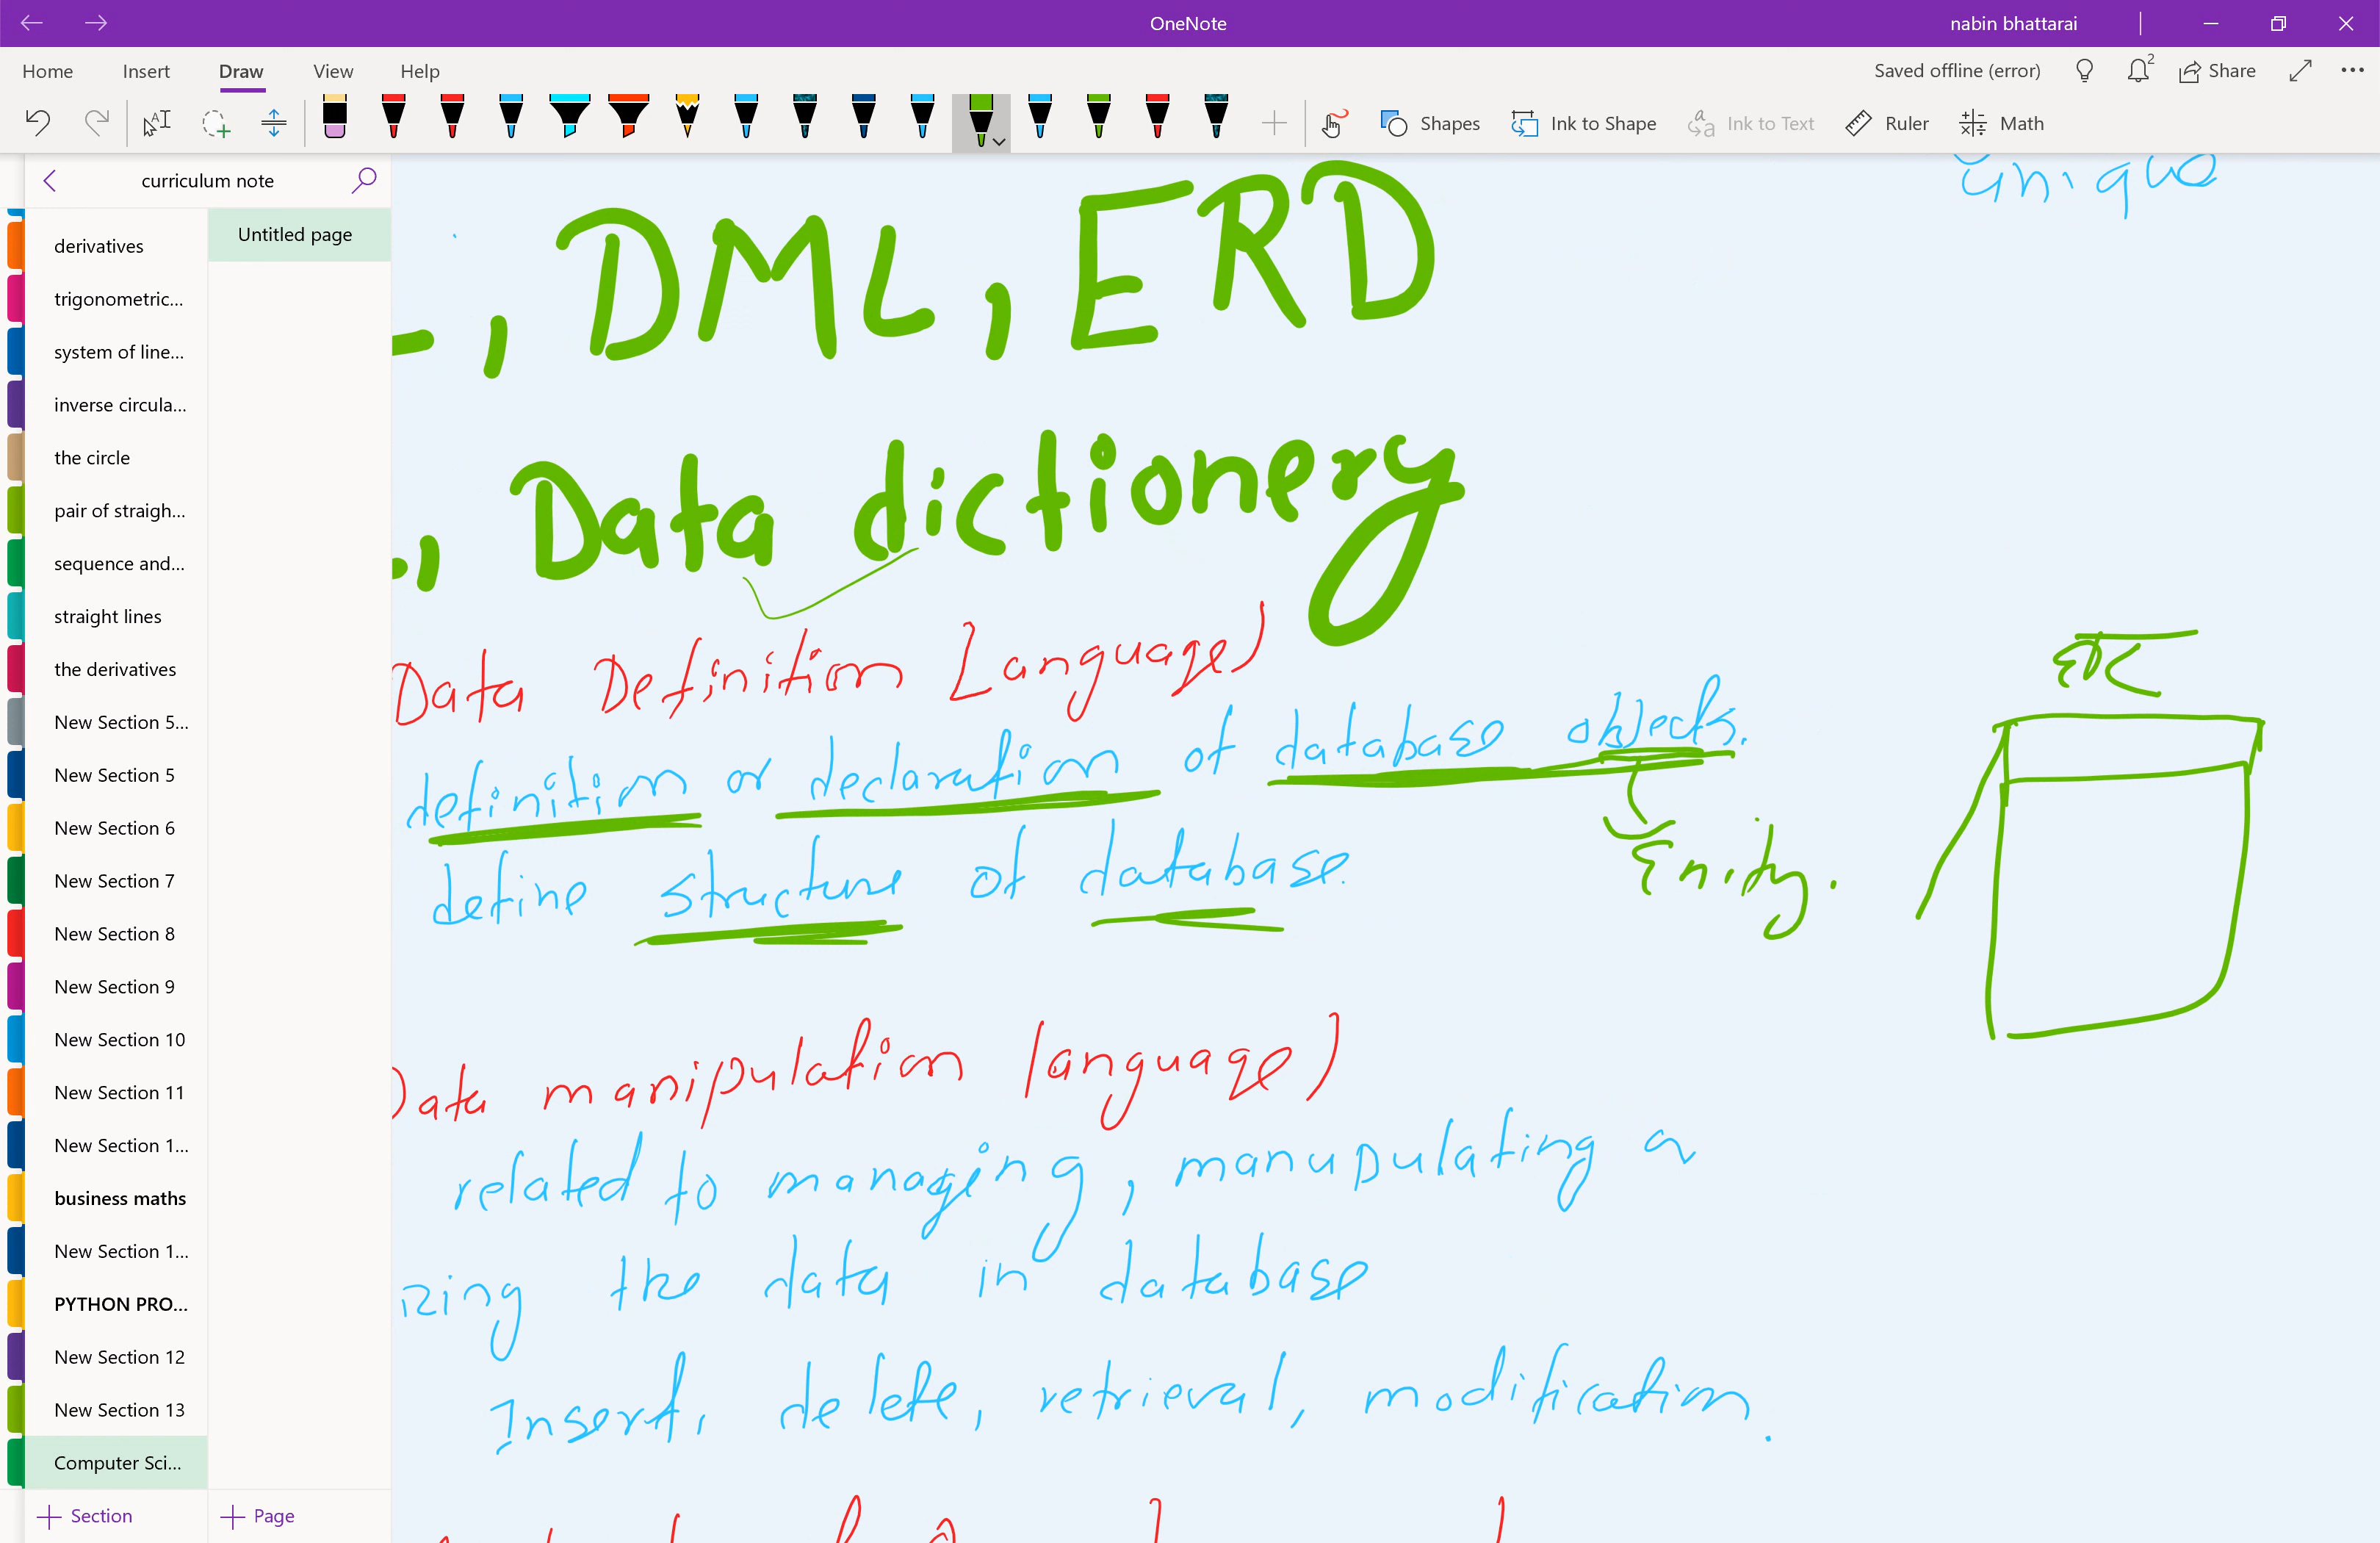 OneNote
nabin bhattarai
Home Insert Draw View Help
Saved offline (error) 2 Share
Shapes Ink to Shape Ink to Text Ruler Math
curriculum note
Untitled page
derivatives
trigonometric...
system of line...
inverse circula...
the circle
pair of straigh...
sequence and...
straight lines
the derivatives
New Section 5...
New Section 5
New Section 6
New Section 7
New Section 8
New Section 9
New Section 10
New Section 11
New Section 1...
business maths
New Section 1...
PYTHON PRO...
New Section 12
New Section 13
Computer Sci...
Section
Page
unique
, DML, ERD
, Data dictionery
Data Definition Language)
definition or declaration of database objects.
define structure of database.
Enity.
Data manipulation language)
related to managing, manupulating a
izing the data in database
Insert, delete, retrieval, modification.